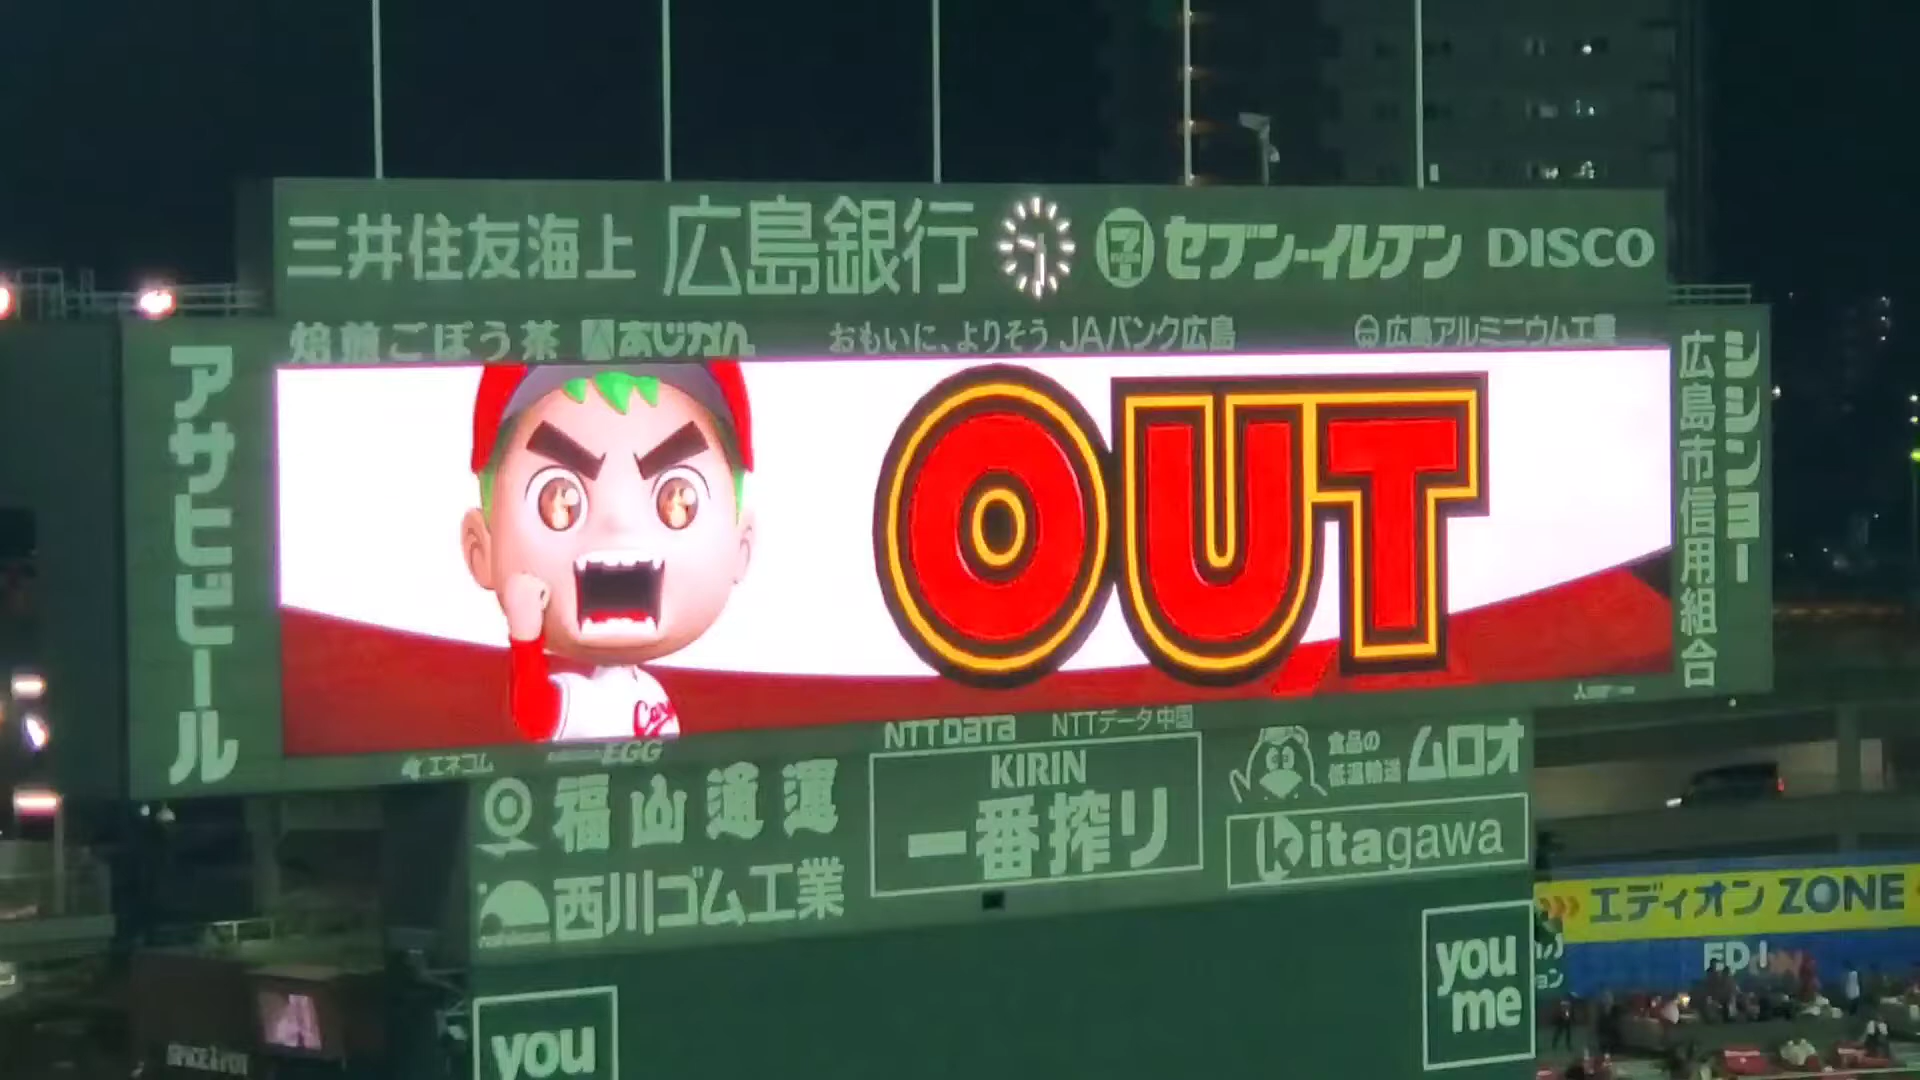 三井住友海上 広島銀行 セブン-イレブン DISCO
焙煎ごぼう茶 あじかん おもいに、よりそう JAバンク広島 広島アルミニウム工業
アサヒビール
OUT
Car
シシンヨー
広島市信用組合
エネコム EGG NTT DATA NTTデータ中国
福山通運
KIRIN
一番搾り
食品の
低温輸送 ムロオ
西川ゴム工業
kitagawa
エディオン ZONE
EDION
you
me
you